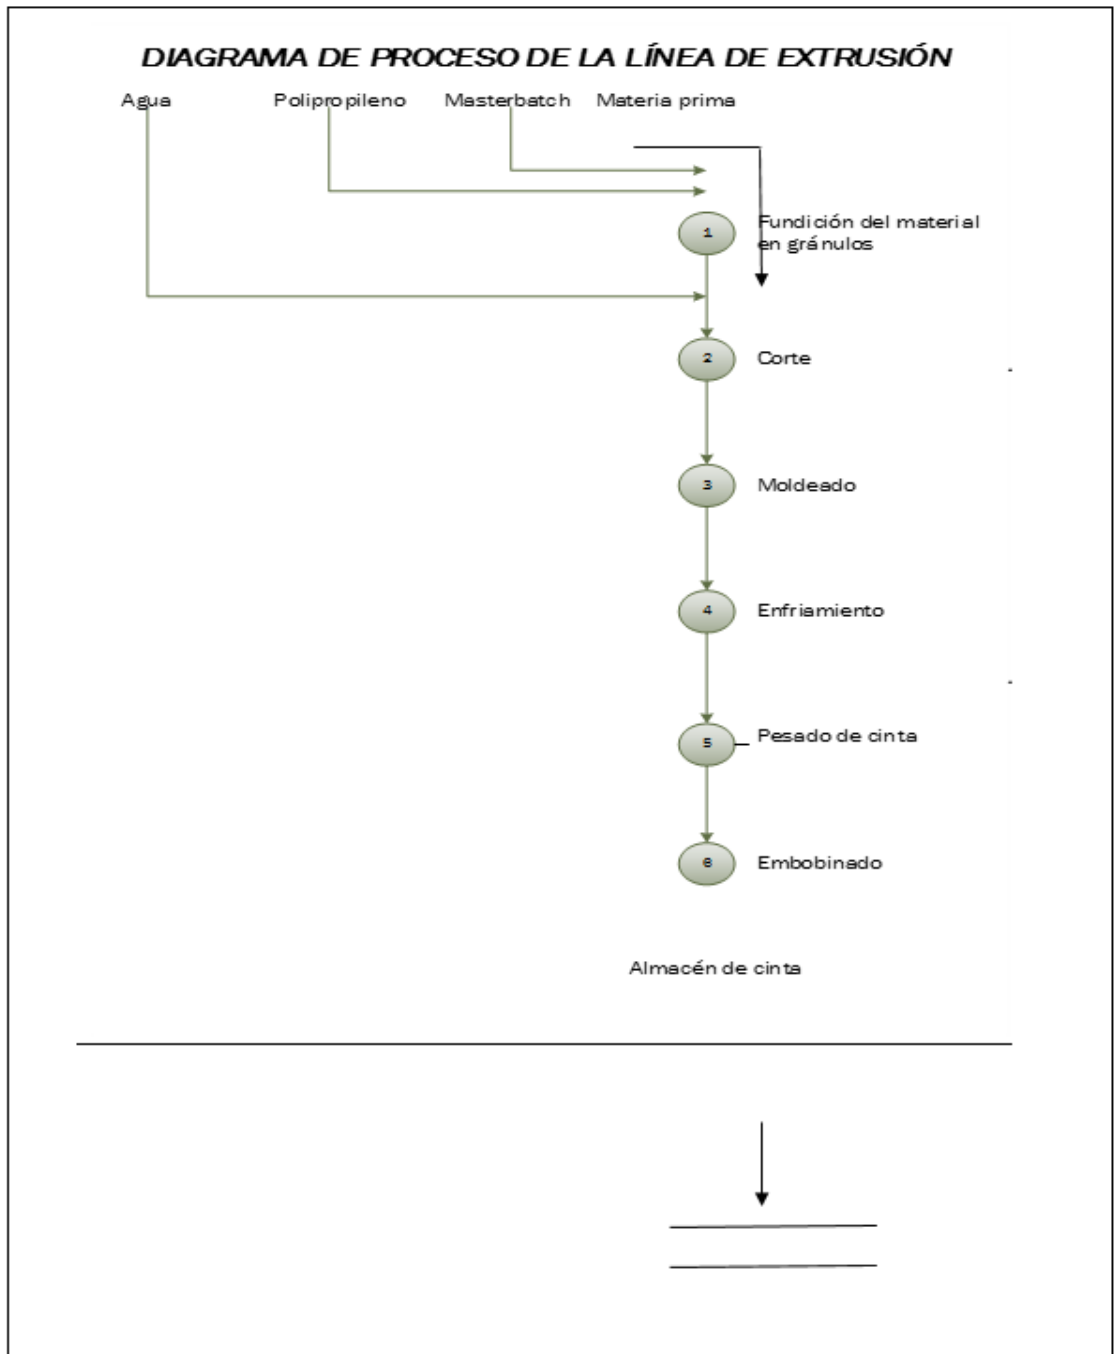 DIAGRAMA DE PROCESO DE LA LÍNEA DE EXTRUSIÓN
Agua Polipropileno Masterbatch Materia prima
1 Fundición del material
en gránulos
2 Corte
3 Moldeado
4 Enfriamiento
5 Pesado de cinta
6 Embobinado
Almacén de cinta